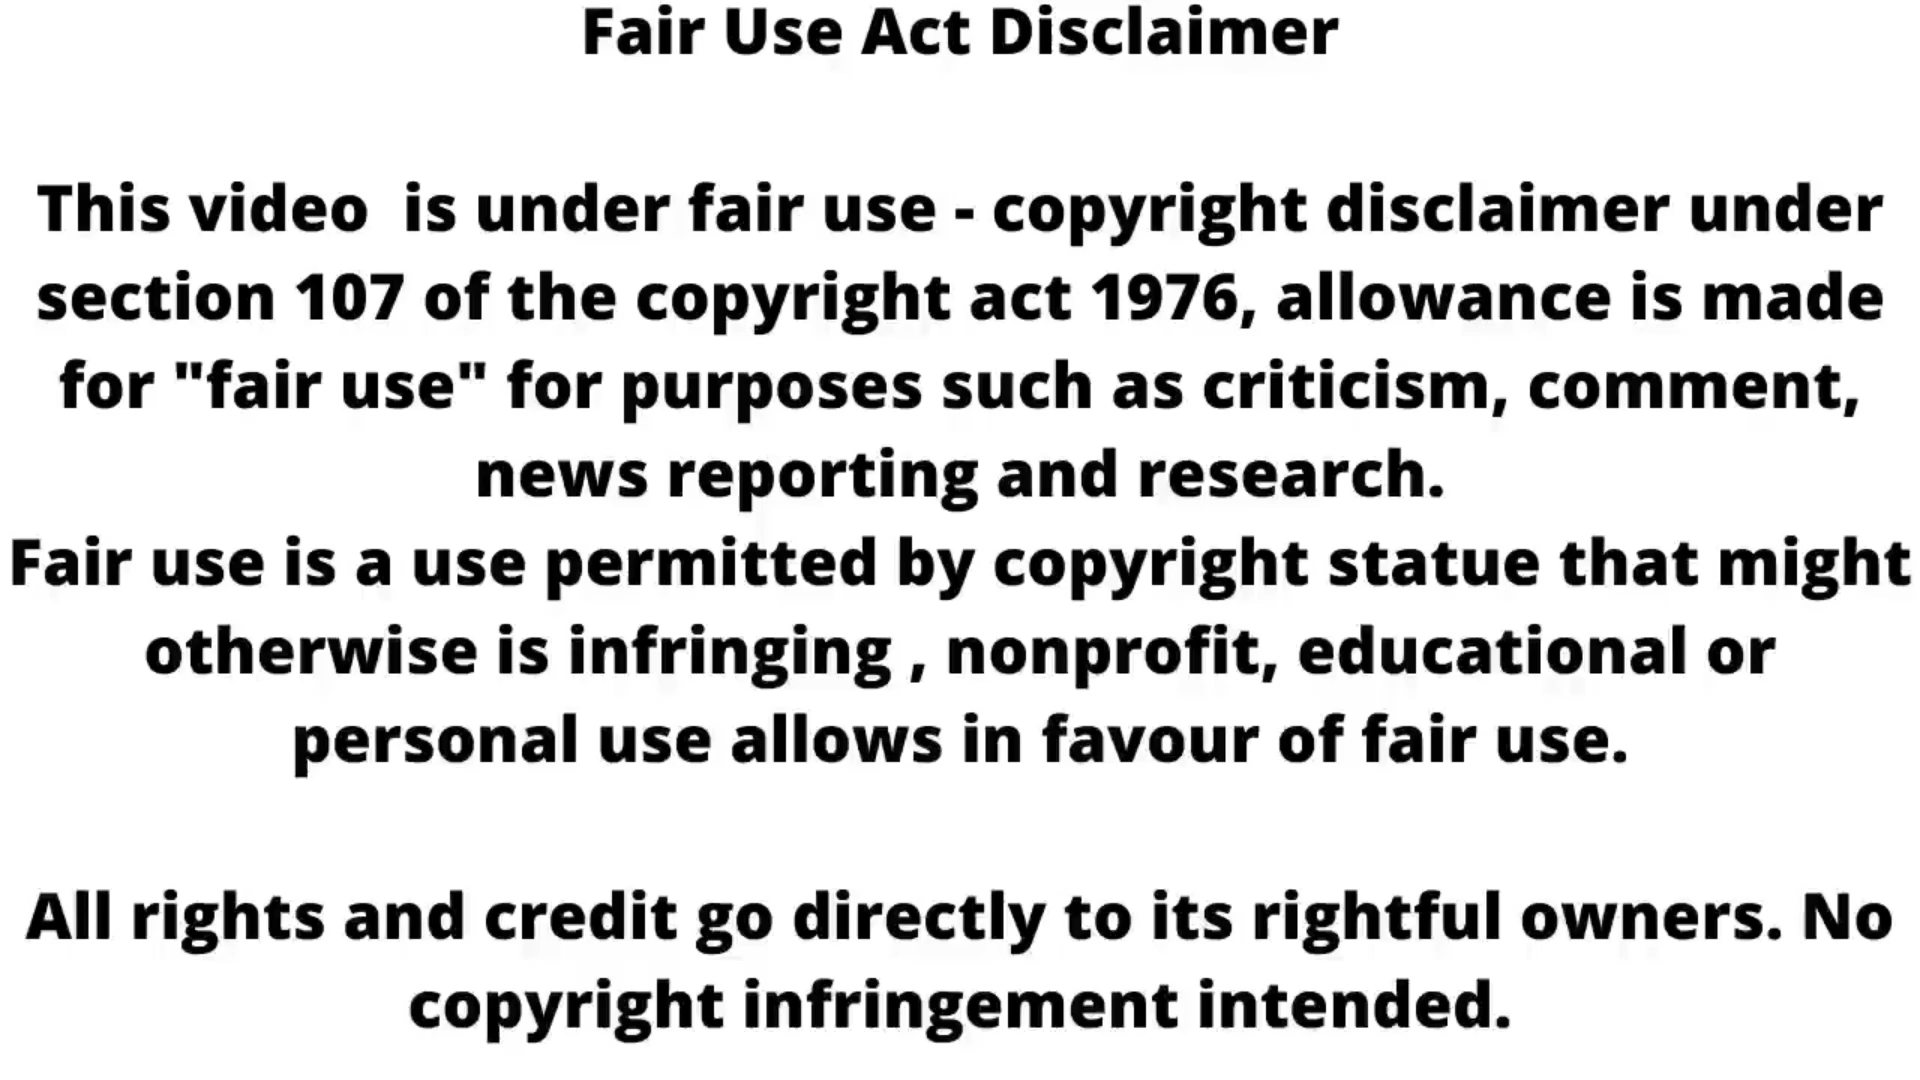 Fair Use Act Disclaimer
This video  is under fair use - copyright disclaimer under
section 107 of the copyright act 1976, allowance is made
for "fair use" for purposes such as criticism, comment,
news reporting and research.
Fair use is a use permitted by copyright statue that might
otherwise is infringing , nonprofit, educational or
personal use allows in favour of fair use.
All rights and credit go directly to its rightful owners. No
copyright infringement intended.